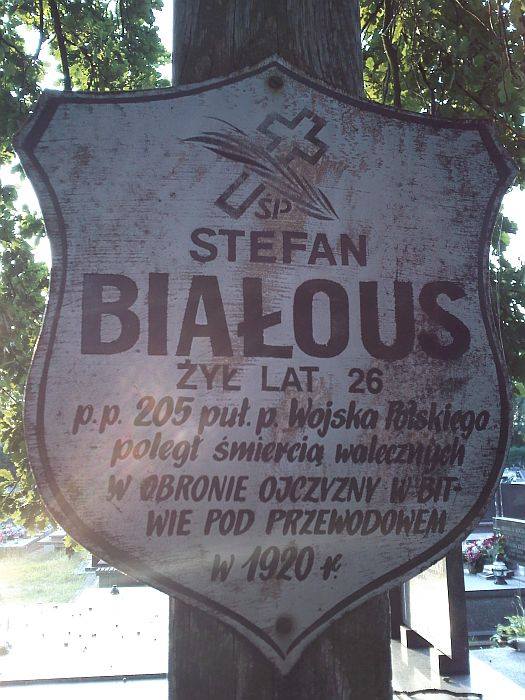 ŚP
STEFAN
BIAŁOUS
ŻYŁ LAT 26
p.p. 205 puł. p. Wojska Polskiego
poległ śmiercią walecznych
W OBRONIE OJCZYZNY W BIT-
WIE POD PRZEWODOWEM
w 1920 r.